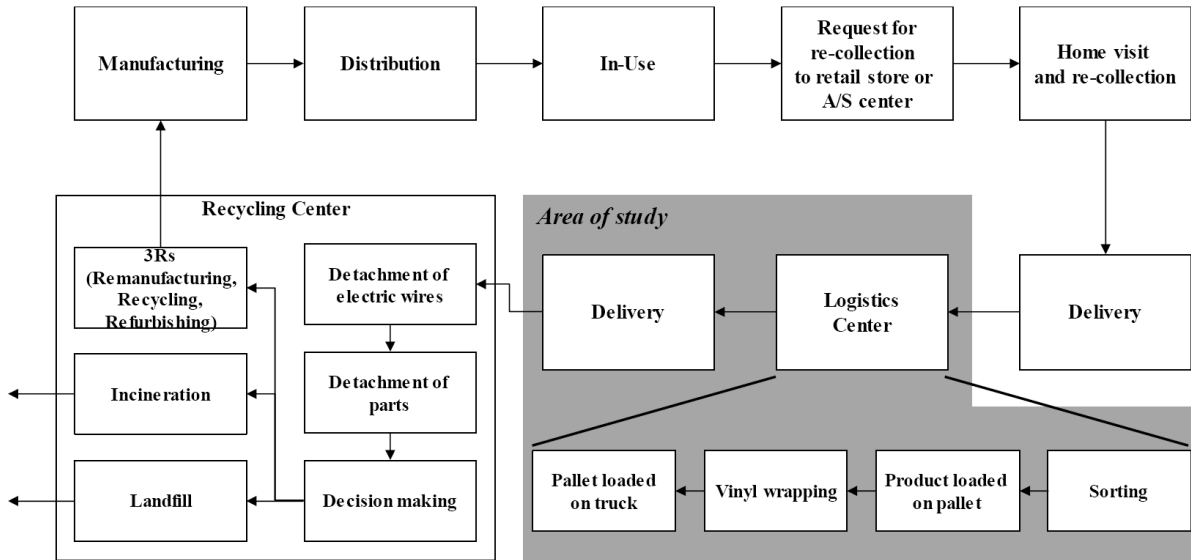 Manufacturing
Distribution
In-Use
Request for
re-collection
to retail store or
A/S center
Home visit
and re-collection
Recycling Center
3Rs
(Remanufacturing,
Recycling,
Refurbishing)
Incineration
Landfill
Detachment of
electric wires
Detachment of
parts
Decision making
Area of study
Delivery
Logistics
Center
Delivery
Pallet loaded
on truck
Vinyl wrapping
Product loaded
on pallet
Sorting